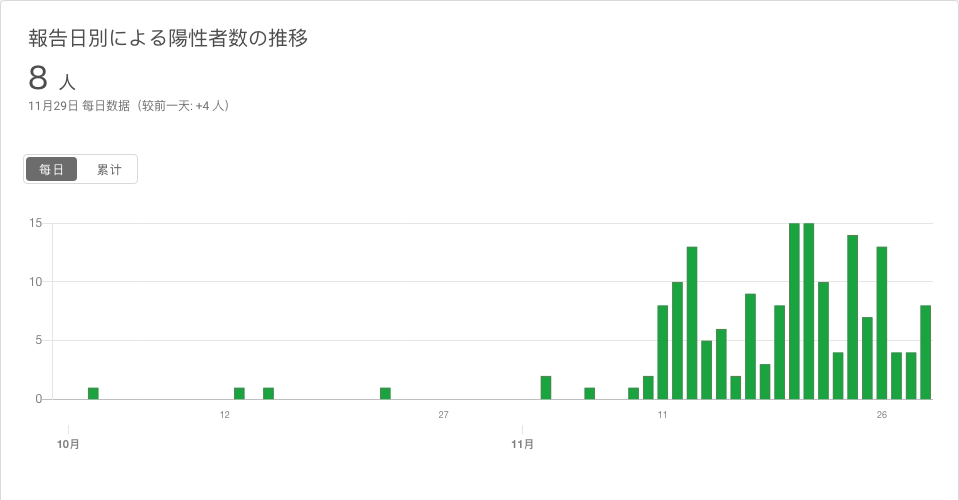 報告日別による陽性者数の推移
8 人
11月29日 每日数据（较前一天: +4 人）
每日 累计
15
10
5
0
12 27 11 26
10月 11月